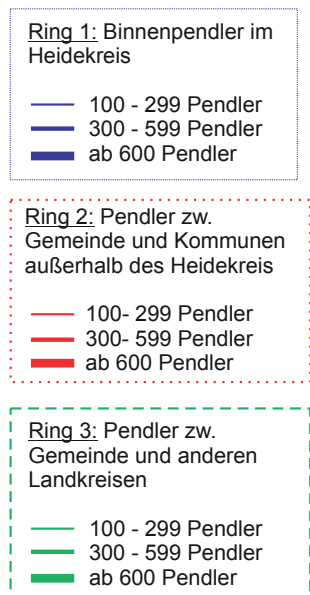 Ring 1: Binnenpendler im
Heidekreis
100 - 299 Pendler
300 - 599 Pendler
ab 600 Pendler
Ring 2: Pendler zw.
Gemeinde und Kommunen
außerhalb des Heidekreis
100- 299 Pendler
300- 599 Pendler
ab 600 Pendler
Ring 3: Pendler zw.
Gemeinde und anderen
Landkreisen
100 - 299 Pendler
300 - 599 Pendler
ab 600 Pendler